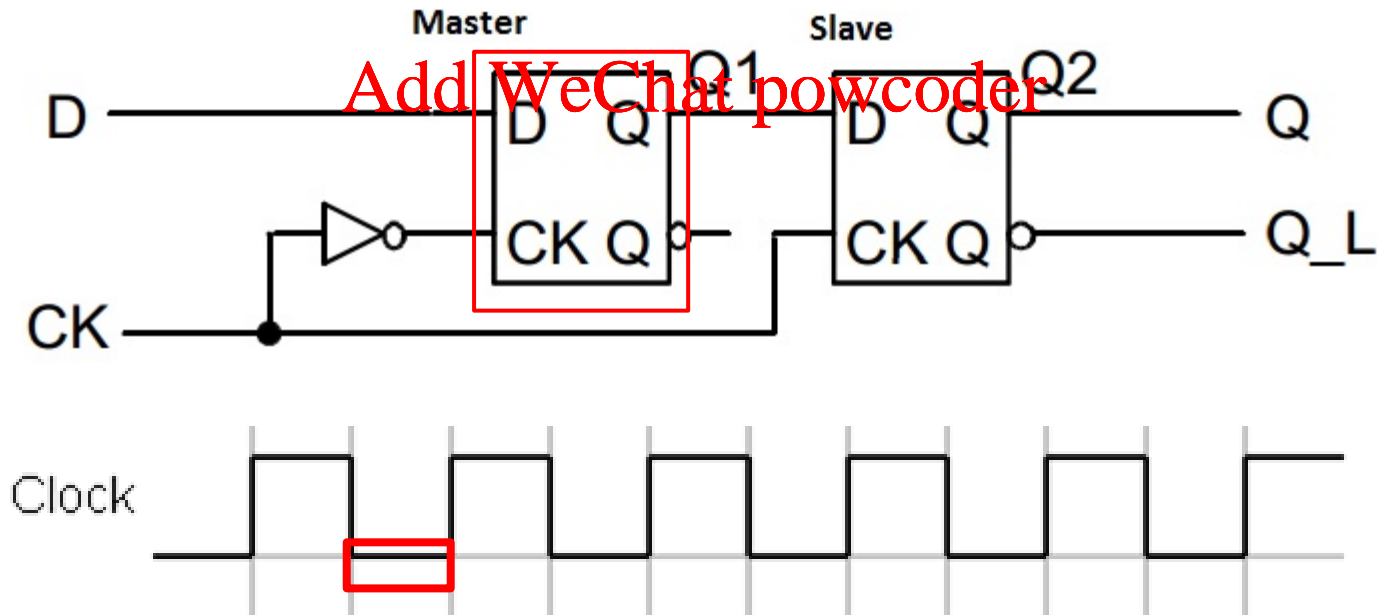 Master
Slave
Add WeChat powcoder
Q1
Q2
D
D Q
D Q
Q
CK Q
CK Q
Q_L
CK
Clock